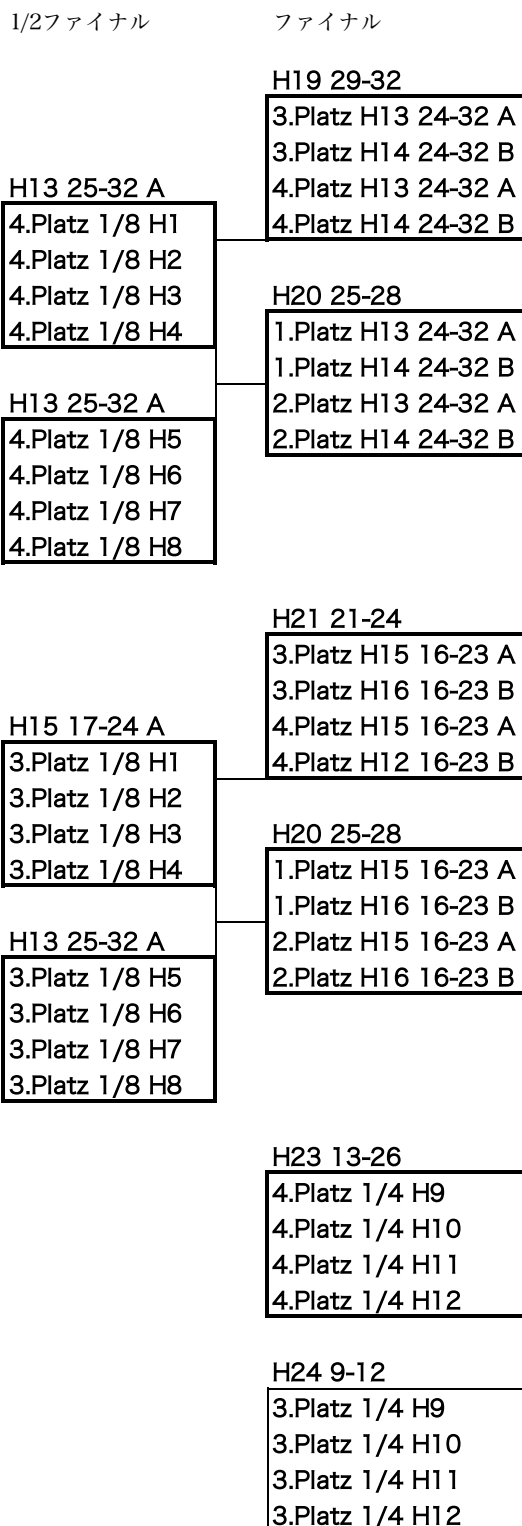 1/2ファイナル
H13 25-32 A
4.Platz 1/8 H1
4.Platz 1/8 H2
4.Platz 1/8 H3
4.Platz 1/8 H4
H13 25-32 A
4.Platz 1/8 H5
4.Platz 1/8 H6
4.Platz 1/8 H7
4.Platz 1/8 H8
H15 17-24 A
3.Platz 1/8 H1
3.Platz 1/8 H2
3.Platz 1/8 H3
3.Platz 1/8 H4
H13 25-32 A
3.Platz 1/8 H5
3.Platz 1/8 H6
3.Platz 1/8 H7
3.Platz 1/8 H8
ファイナル
H19 29-32
3.Platz H13 24-32 A
3.Platz H14 24-32 B
4.Platz H13 24-32 A
4.Platz H14 24-32 B
H20 25-28
1.Platz H13 24-32 A
1.Platz H14 24-32 B
2.Platz H13 24-32 A
2.Platz H14 24-32 B
H21 21-24
3.Platz H15 16-23 A
3.Platz H16 16-23 B
4.Platz H15 16-23 A
4.Platz H12 16-23 B
H20 25-28
1.Platz H15 16-23 A
1.Platz H16 16-23 B
2.Platz H15 16-23 A
2.Platz H16 16-23 B
H23 13-26
4.Platz 1/4 H9
4.Platz 1/4 H10
4.Platz 1/4 H11
4.Platz 1/4 H12
H24 9-12
3.Platz 1/4 H9
3.Platz 1/4 H10
3.Platz 1/4 H11
3.Platz 1/4 H12